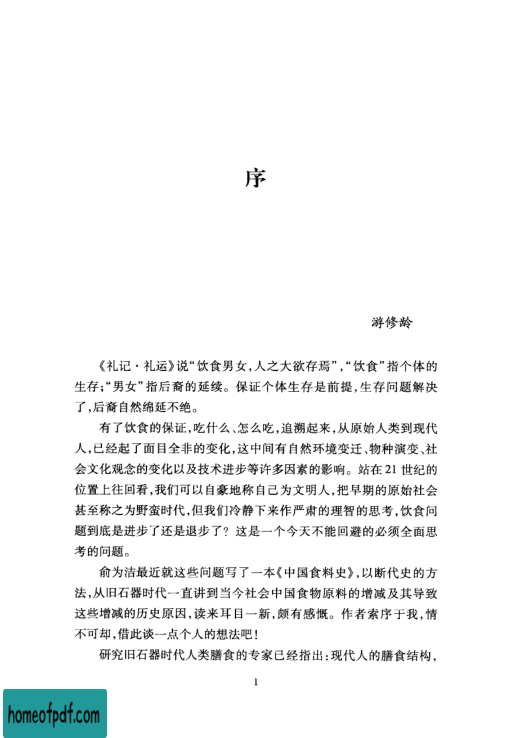 序
游修龄
《礼记·礼运》说“饮食男女,人之大欲存焉”,“饮食”指个体的
生存;“男女”指后裔的延续。保证个体生存是前提,生存问题解决
了,后裔自然绵延不绝。
有了饮食的保证,吃什么、怎么吃,追溯起来,从原始人类到现代
人,已经起了面目全非的变化,这中间有自然环境变迁、物种演变、社
会文化观念的变化以及技术进步等许多因素的影响。站在21世纪的
位置上往回看,我们可以自豪地称自己为文明人,把早期的原始社会
甚至称之为野蛮时代,但我们冷静下来作严肃的理智的思考,饮食问
题到底是进步了还是退步了?这是一个今天不能回避的必须全面思
考的问题。
俞为洁最近就这些问题写了一本《中国食料史》,以断代史的方
法,从旧石器时代一直讲到当今社会中国食物原料的增减及其导致
这些增减的历史原因,读来耳目一新,颇有感慨。作者索序于我,情
不可却,借此谈一点个人的想法吧!
研究旧石器时代人类膳食的专家已经指出:现代人的膳食结构,
1
homeofpdf.com